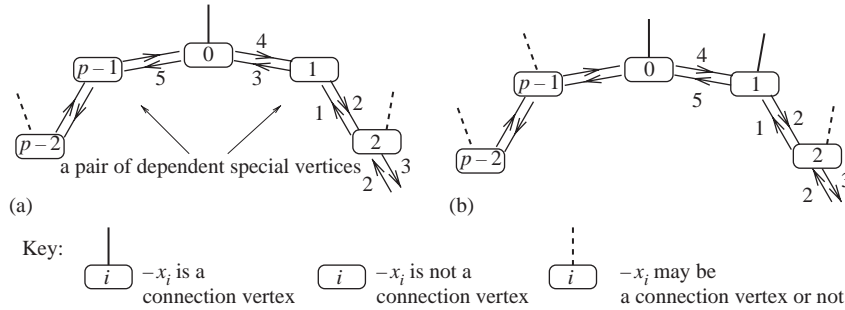 0
4
p – 1
5
3
1
1
2
p – 2
2
a pair of dependent special vertices
2
3
(a)
0
4
p – 1
5
1
2
1
p – 2
2
2
3
(b)
Key:
i
–x_i is a
connection vertex
i
–x_i is not a
connection vertex
i
–x_i may be
a connection vertex or not